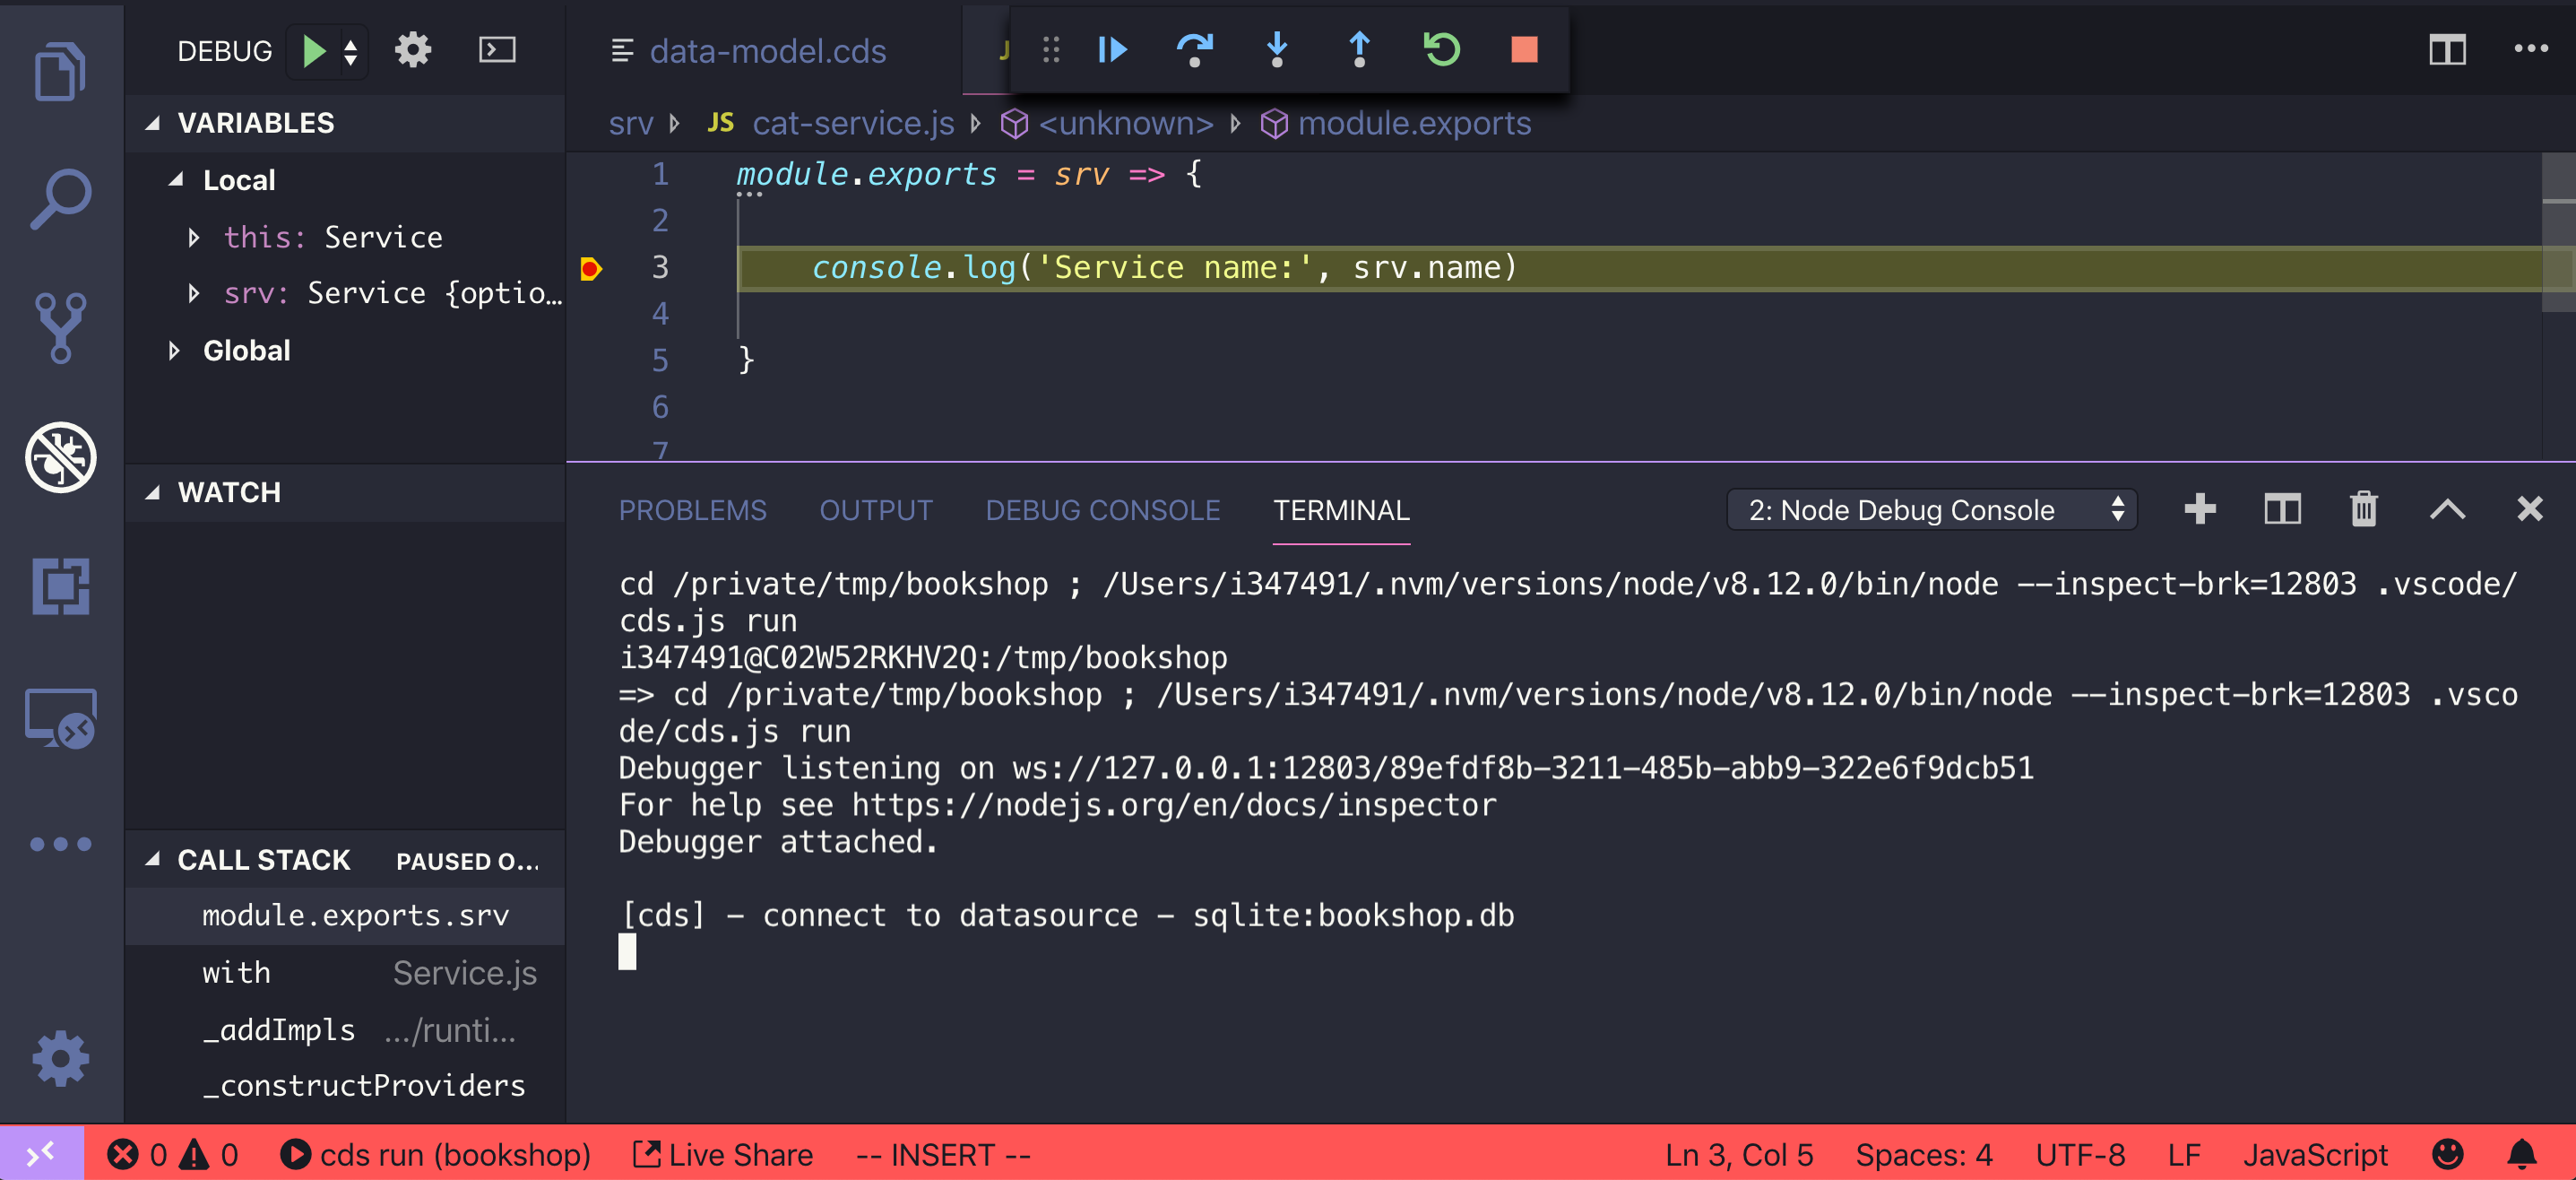 DEBUG
data-model.cds
VARIABLES
Local
this: Service
srv: Service {optio…
Global
WATCH
CALL STACK PAUSED O…
module.exports.srv
with Service.js
_addImpls …/runti…
_constructProviders
srv JS cat-service.js <unknown> module.exports
1 module.exports = srv => {
2
3 console.log('Service name:', srv.name)
4
5 }
6
7
PROBLEMS OUTPUT DEBUG CONSOLE TERMINAL 2: Node Debug Console
cd /private/tmp/bookshop ; /Users/i347491/.nvm/versions/node/v8.12.0/bin/node --inspect-brk=12803 .vscode/
cds.js run
i347491@C02W52RKHV2Q:/tmp/bookshop
=> cd /private/tmp/bookshop ; /Users/i347491/.nvm/versions/node/v8.12.0/bin/node --inspect-brk=12803 .vsco
de/cds.js run
Debugger listening on ws://127.0.0.1:12803/89efdf8b-3211-485b-abb9-322e6f9dcb51
For help see https://nodejs.org/en/docs/inspector
Debugger attached.
[cds] - connect to datasource - sqlite:bookshop.db
0 0 cds run (bookshop) Live Share -- INSERT -- Ln 3, Col 5 Spaces: 4 UTF-8 LF JavaScript